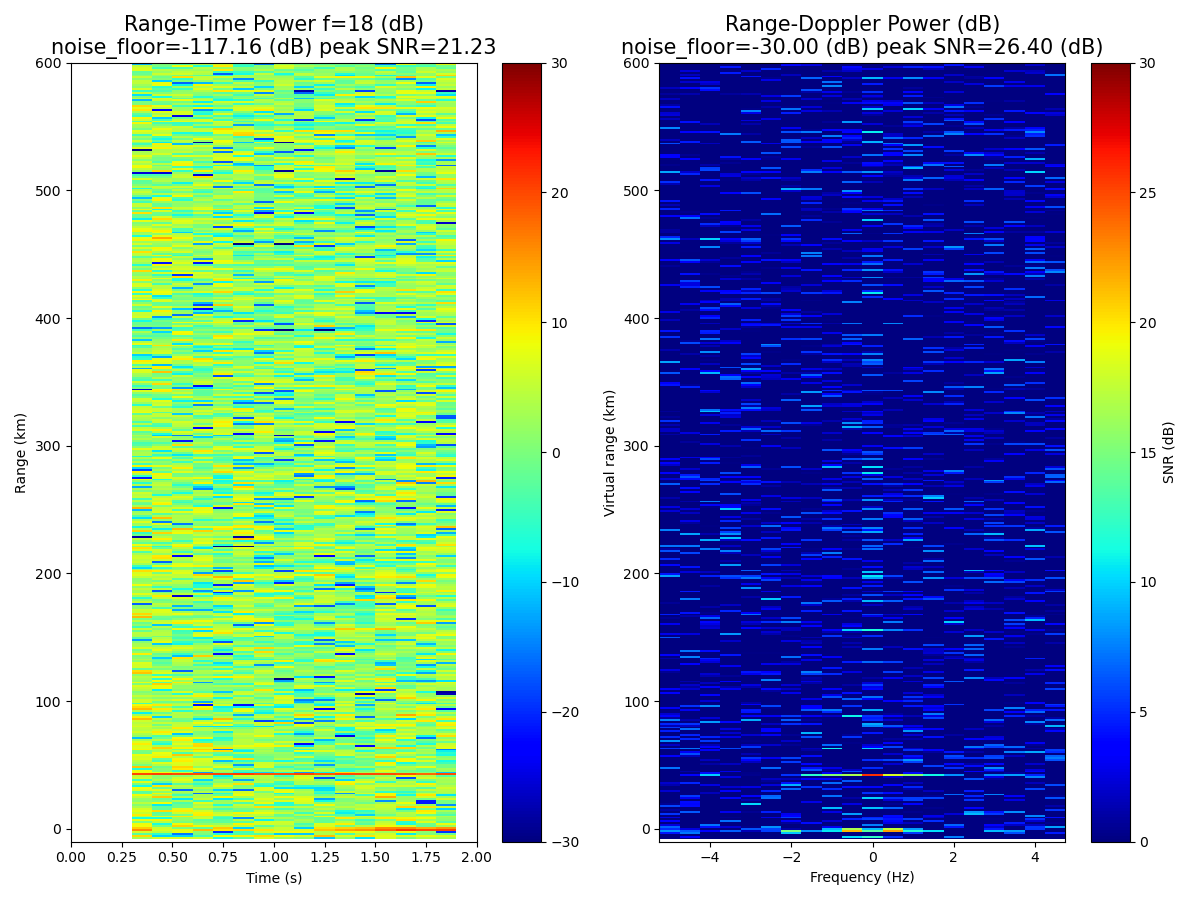 Range-Time Power f=18 (dB)
noise_floor=-117.16 (dB) peak SNR=21.23
Range-Doppler Power (dB)
noise_floor=-30.00 (dB) peak SNR=26.40 (dB)
600
500
400
300
200
100
0
Range (km)
0.00 0.25 0.50 0.75 1.00 1.25 1.50 1.75 2.00
Time (s)
30
20
10
0
−10
−20
−30
600
500
400
300
200
100
0
Virtual range (km)
−4 −2 0 2 4
Frequency (Hz)
30
25
20
15
10
5
0
SNR (dB)